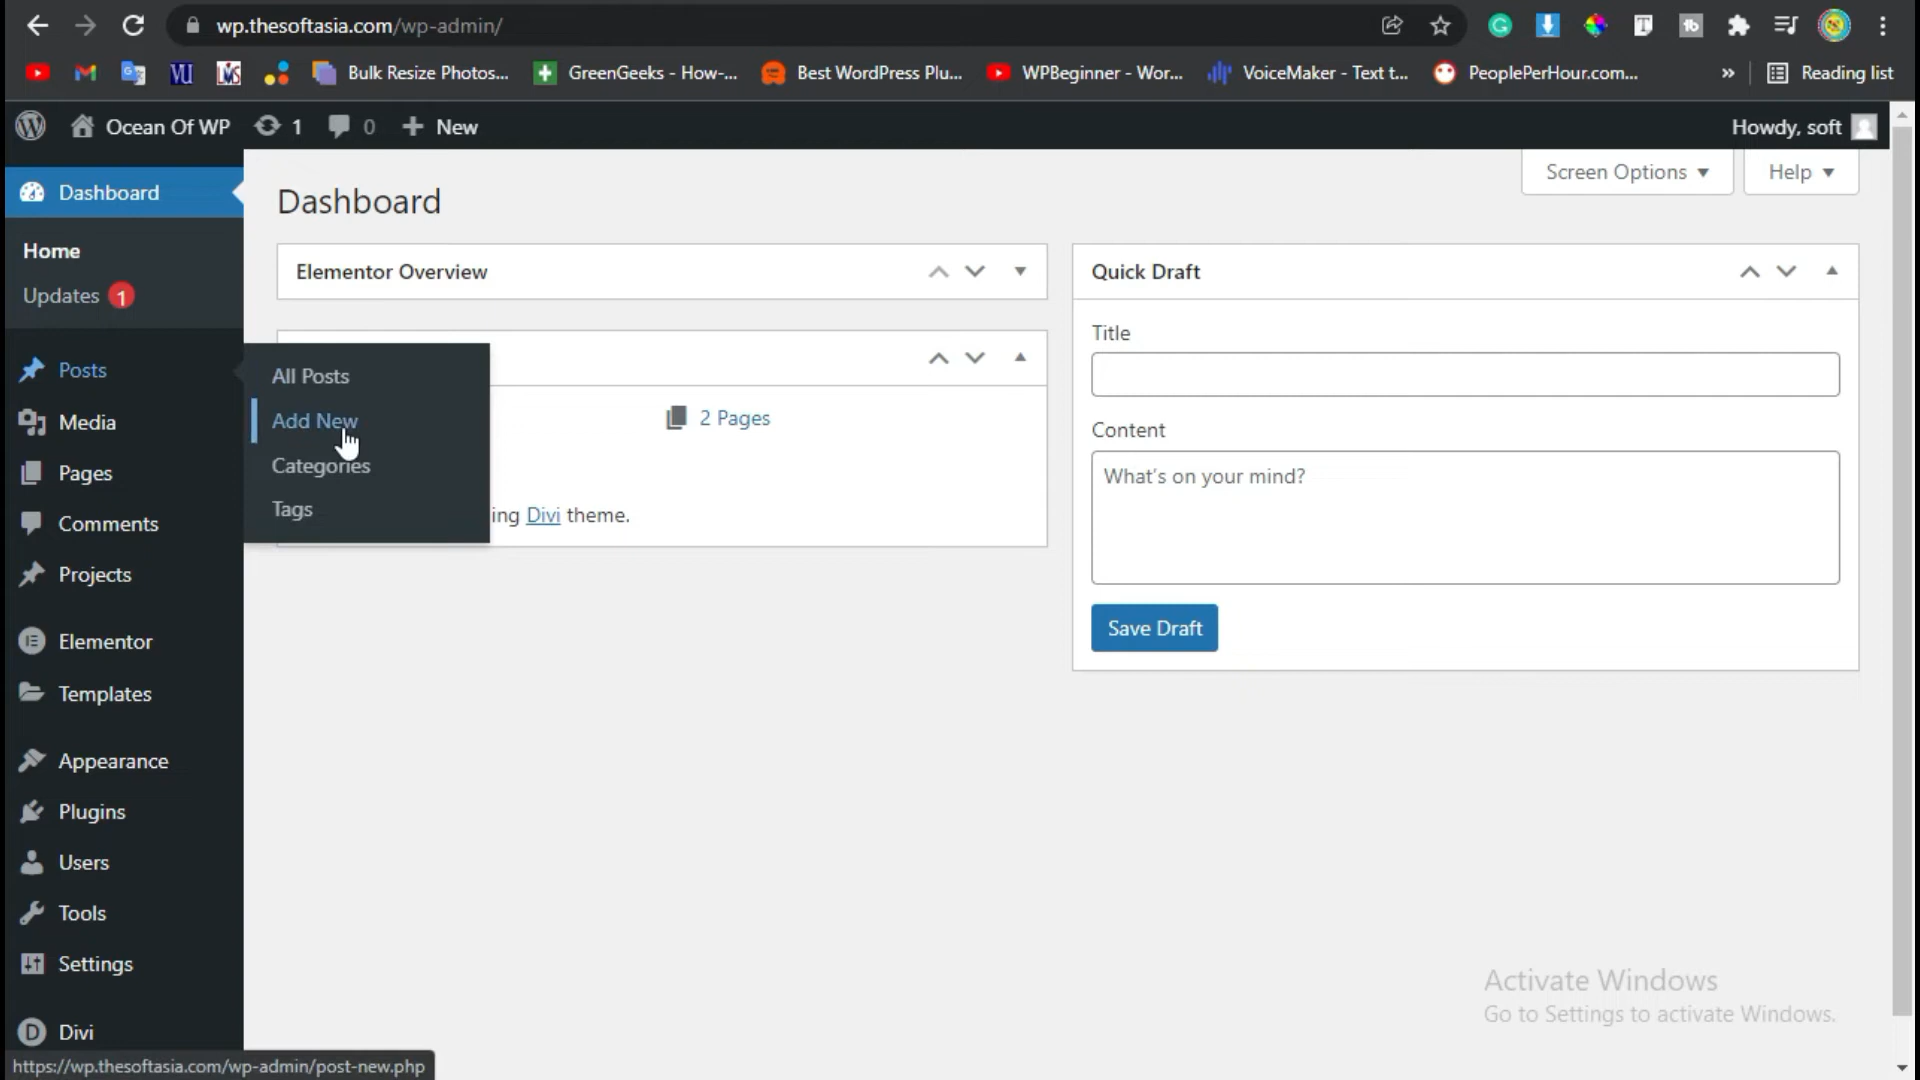 wp.thesoftasia.com/wp-admin/
Bulk Resize Photos...
GreenGeeks - How-...
Best WordPress Plu...
WPBeginner - Wor...
VoiceMaker - Text t...
PeoplePerHour.com...
»
Reading list
Ocean Of WP
1
0
+ New
Howdy, soft
Dashboard
Home
Updates 1
Posts
Media
Pages
Comments
Projects
Elementor
Templates
Appearance
Plugins
Users
Tools
Settings
Divi
All Posts
Add New
Categories
Tags
Screen Options
Help
Dashboard
Elementor Overview
2 Pages
ing Divi theme.
Quick Draft
Title
Content
What's on your mind?
Save Draft
Activate Windows
Go to Settings to activate Windows.
https://wp.thesoftasia.com/wp-admin/post-new.php